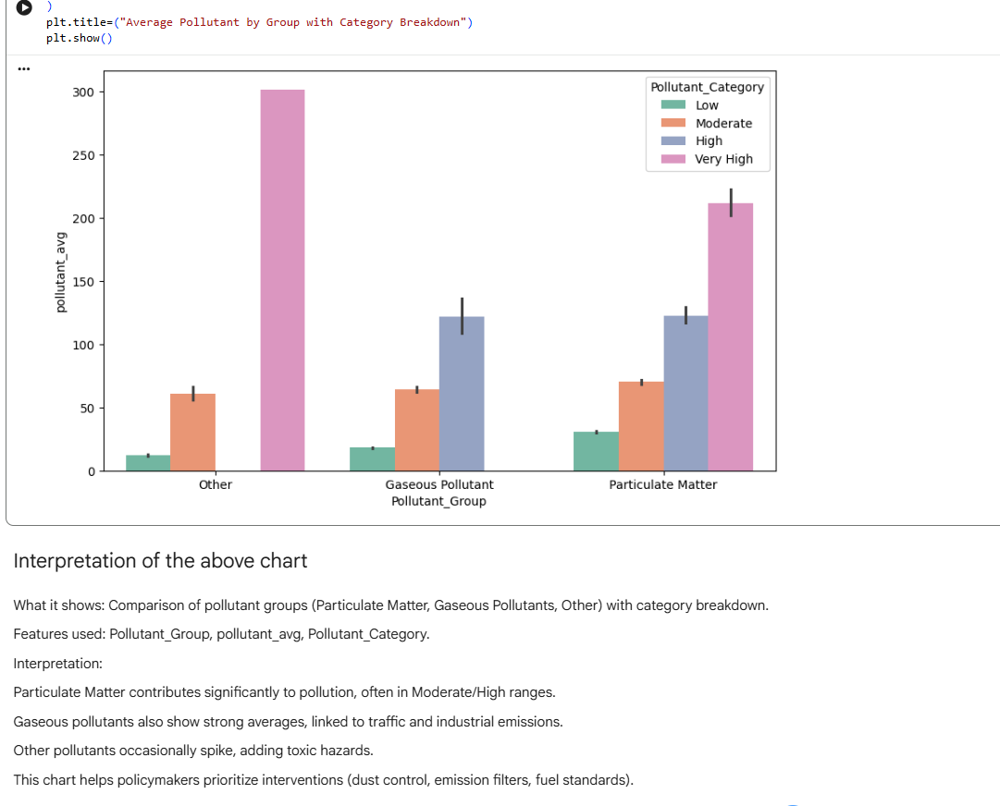 )
plt.title=("Average Pollutant by Group with Category Breakdown")
plt.show()
...
Pollutant_Category
Low
Moderate
High
Very High
300
250
200
150
100
50
0
pollutant_avg
Other
Gaseous Pollutant
Particulate Matter
Pollutant_Group
Interpretation of the above chart
What it shows: Comparison of pollutant groups (Particulate Matter, Gaseous Pollutants, Other) with category breakdown.
Features used: Pollutant_Group, pollutant_avg, Pollutant_Category.
Interpretation:
Particulate Matter contributes significantly to pollution, often in Moderate/High ranges.
Gaseous pollutants also show strong averages, linked to traffic and industrial emissions.
Other pollutants occasionally spike, adding toxic hazards.
This chart helps policymakers prioritize interventions (dust control, emission filters, fuel standards).